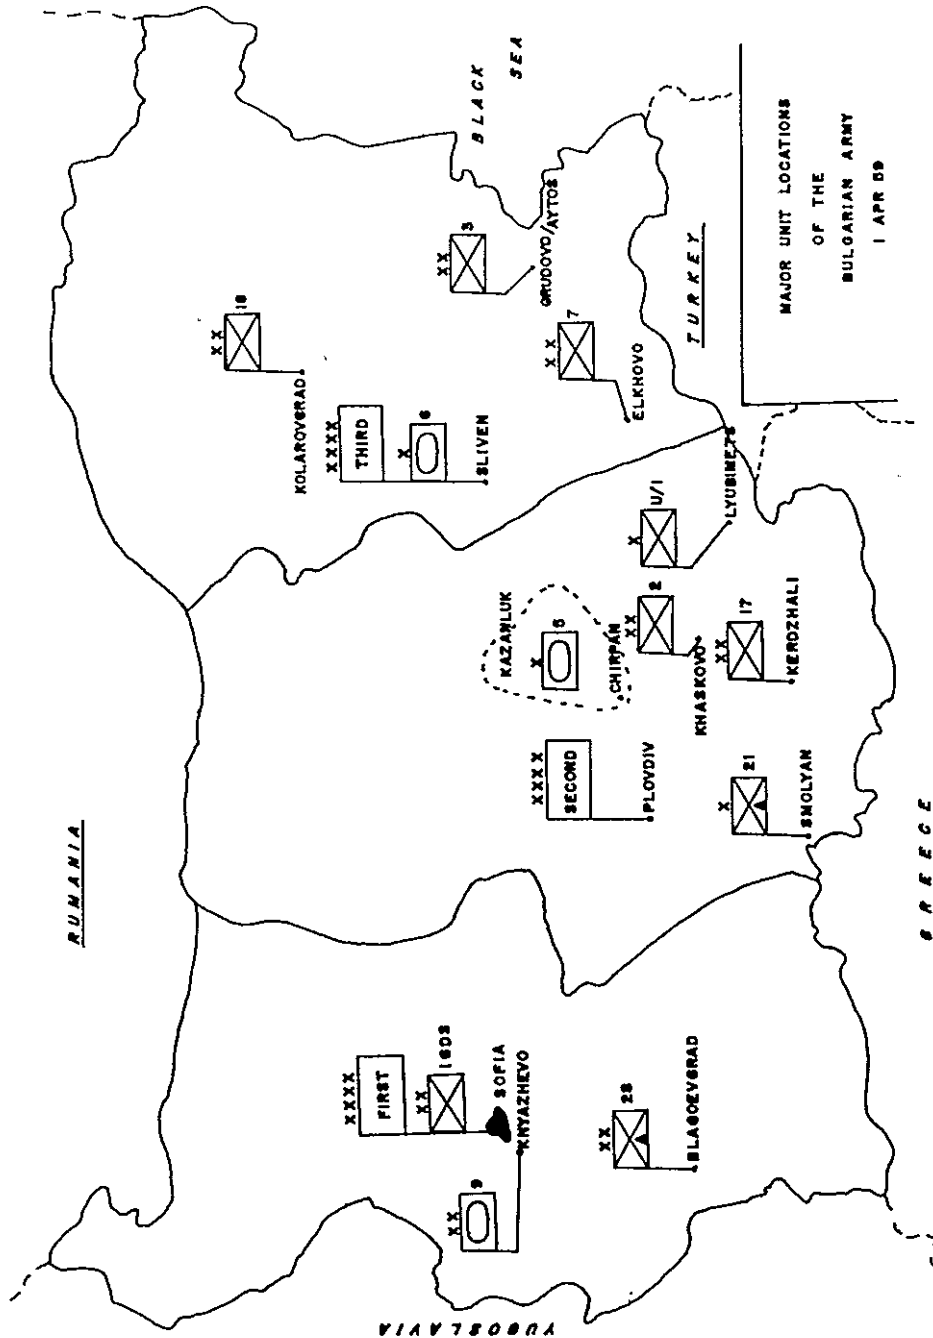 RUMANIA
YUGOSLAVIA
BLACK
SEA
TURKEY
GREECE
XXXX
FIRST
XX
1GDS
SOFIA
KNYAZHEVO
XX
9
XX
28
BLAGOEVGRAD
XXXX
SECOND
PLOVDIV
KAZANLUK
X
5
CHIRPAN
XX
2
KHASKOVO
X
U/1
LYUBIMETS
XX
17
KERDZHALI
X
21
SMOLYAN
XX
18
KOLAROVGRAD
XXXX
THIRD
X
6
SLIVEN
XX
3
GRUDOVO/
AYTOS
XX
7
ELKHOVO
MAJOR UNIT LOCATIONS
OF THE
BULGARIAN ARMY
1 APR 59